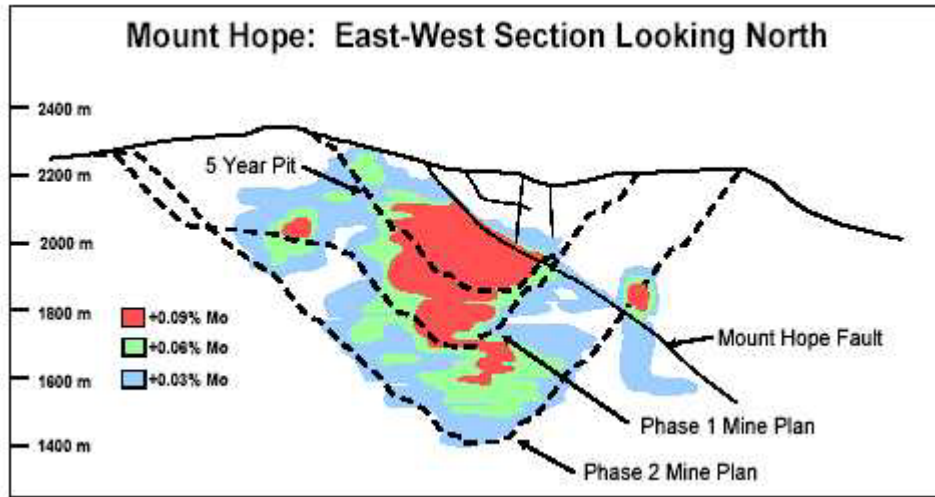 Mount Hope: East-West Section Looking North
2400 m
2200 m
2000 m
1800 m
1600 m
1400 m
5 Year Pit
+0.09% Mo
+0.06% Mo
+0.03% Mo
Mount Hope Fault
Phase 1 Mine Plan
Phase 2 Mine Plan